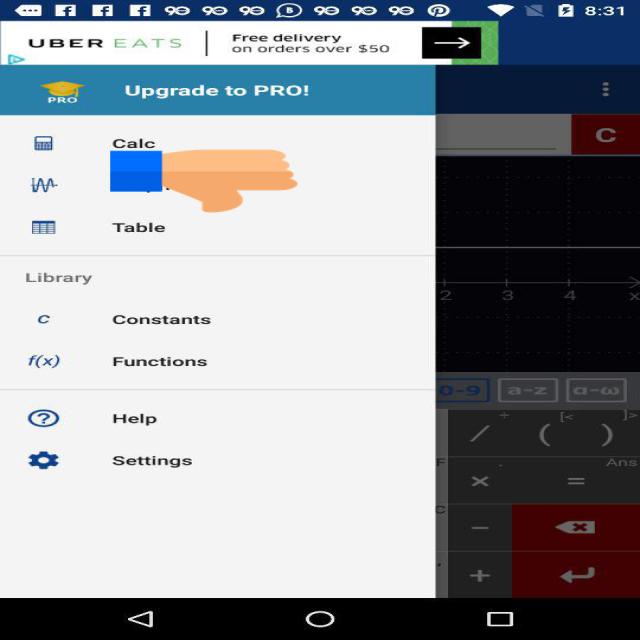 8:31
UBER EATS
Free delivery
on orders over $50
PRO
Upgrade to PRO!
Calc
Table
Library
c Constants
f(x) Functions
? Help
Settings
C
2 3 4 x
0-9 a-z α-ω
/ ÷ ( [< ) ]>
F × . = Ans
C −
+